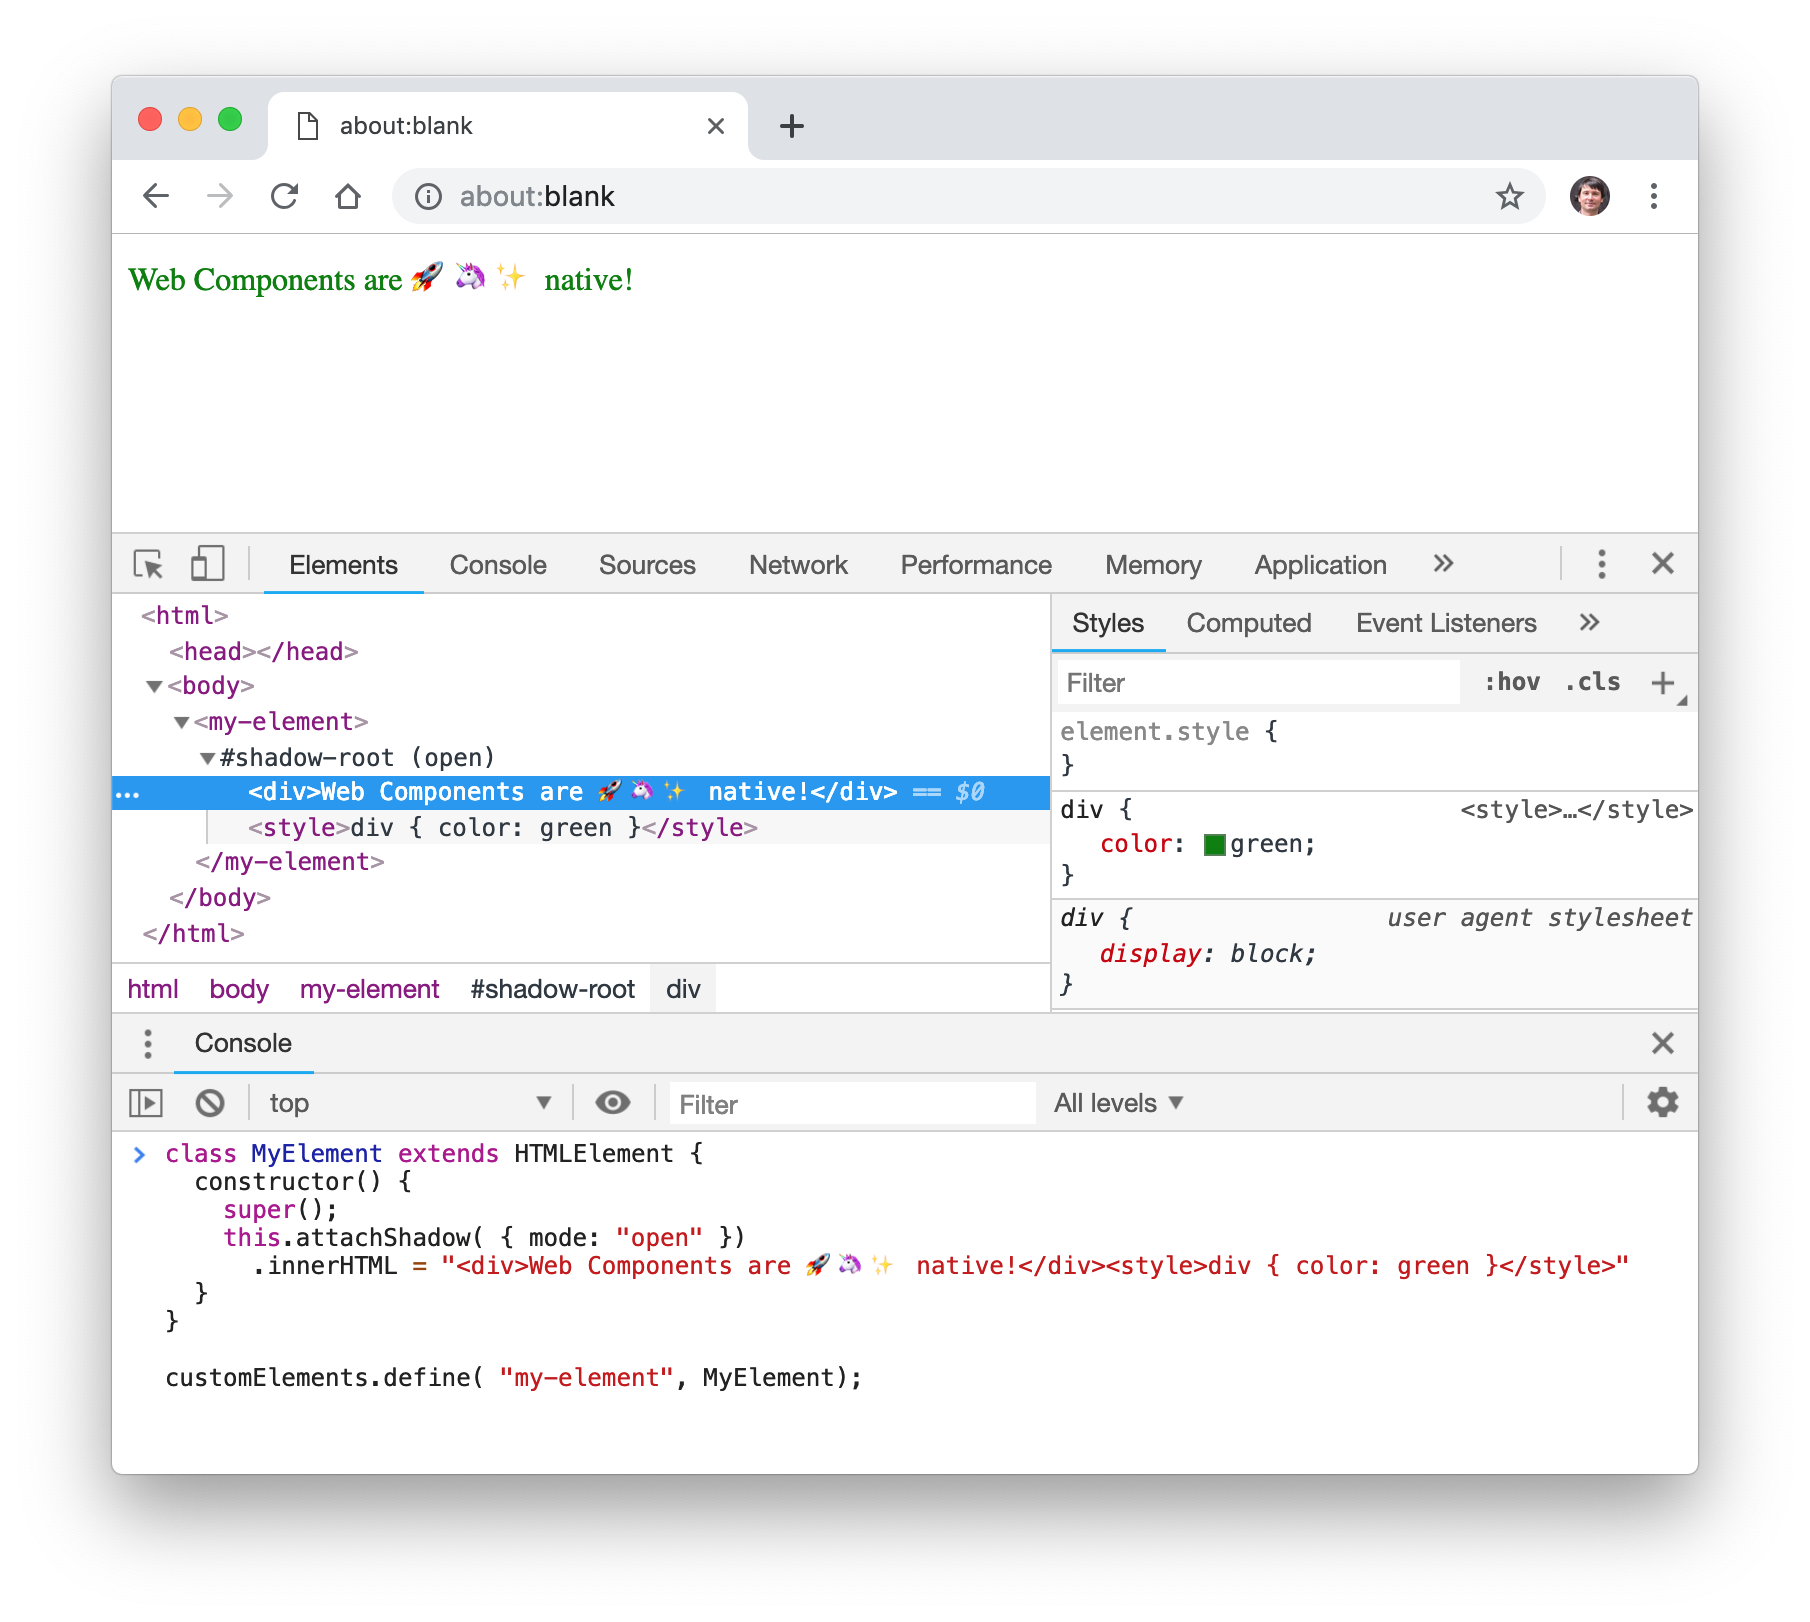 about:blank
about:blank
Web Components are 🚀 🦄 ✨ native!
Elements Console Sources Network Performance Memory Application »
<html>
<head></head>
▼<body>
▼<my-element>
▼#shadow-root (open)
… <div>Web Components are 🚀 🦄 ✨ native!</div> == $0
<style>div { color: green }</style>
</my-element>
</body>
</html>
html body my-element #shadow-root div
Styles Computed Event Listeners »
Filter :hov .cls +
element.style {
}
div { <style>…</style>
color: green;
}
div { user agent stylesheet
display: block;
}
Console
top ▼ Filter All levels ▼
> class MyElement extends HTMLElement {
constructor() {
super();
this.attachShadow( { mode: "open" })
.innerHTML = "<div>Web Components are 🚀 🦄 ✨ native!</div><style>div { color: green }</style>"
}
}
customElements.define( "my-element", MyElement);